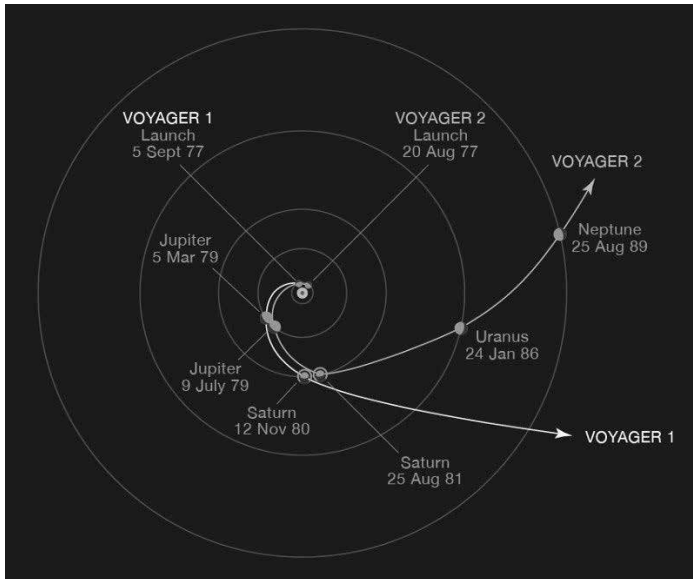 VOYAGER 1
Launch
5 Sept 77
VOYAGER 2
Launch
20 Aug 77
VOYAGER 2
Neptune
25 Aug 89
Jupiter
5 Mar 79
Uranus
24 Jan 86
Jupiter
9 July 79
Saturn
12 Nov 80
VOYAGER 1
Saturn
25 Aug 81